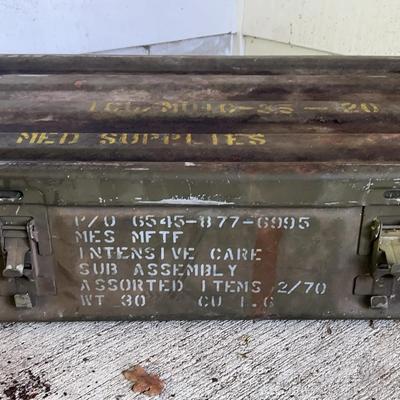 MED SUPPLIES
P/O 6545-877-6995
MES MFTF
INTENSIVE CARE
SUB ASSEMBLY
ASSORTED ITEMS 2/70
WT 30 CU 1.6